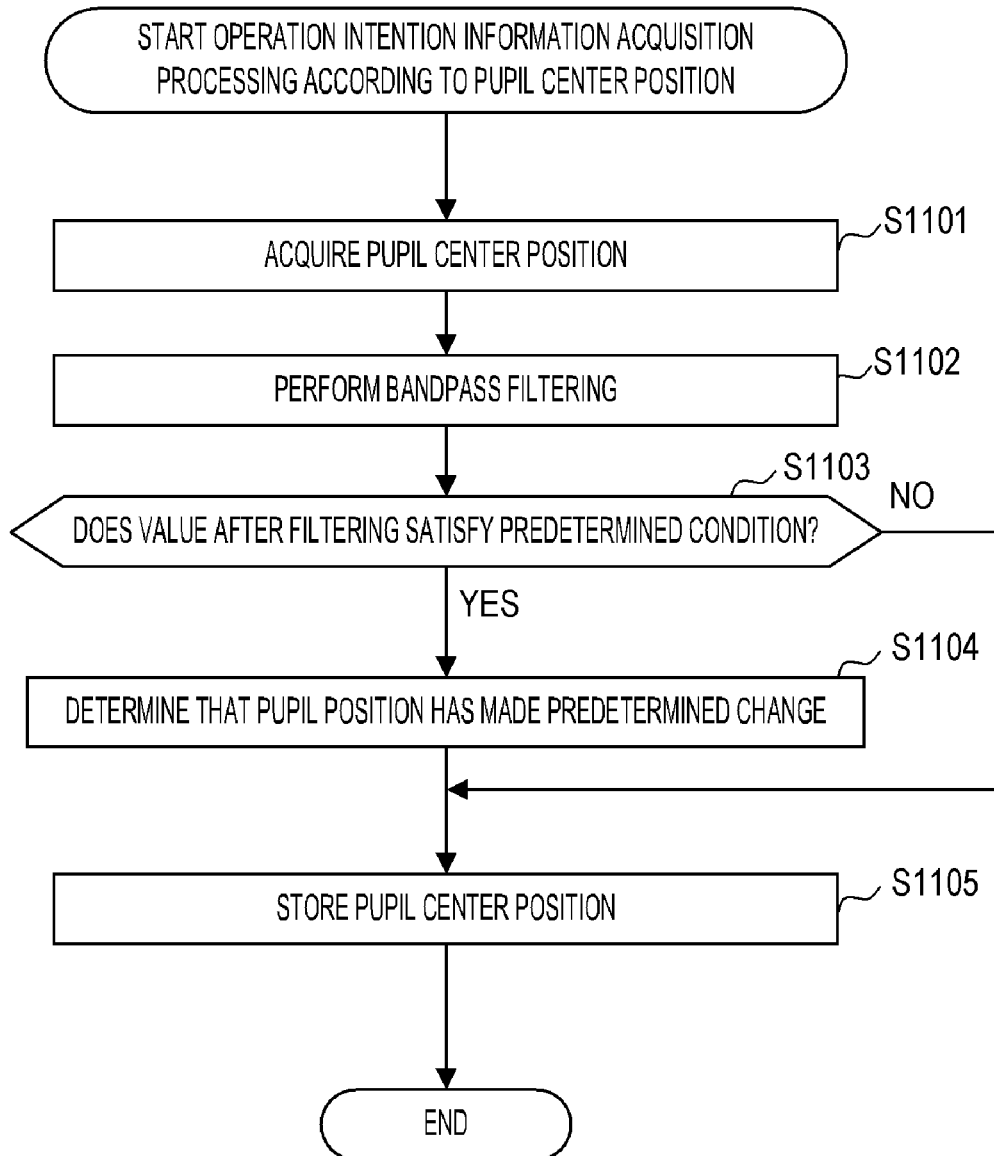 START OPERATION INTENTION INFORMATION ACQUISITION
PROCESSING ACCORDING TO PUPIL CENTER POSITION
S1101
ACQUIRE PUPIL CENTER POSITION
S1102
PERFORM BANDPASS FILTERING
S1103
NO
DOES VALUE AFTER FILTERING SATISFY PREDETERMINED CONDITION?
YES
S1104
DETERMINE THAT PUPIL POSITION HAS MADE PREDETERMINED CHANGE
S1105
STORE PUPIL CENTER POSITION
END